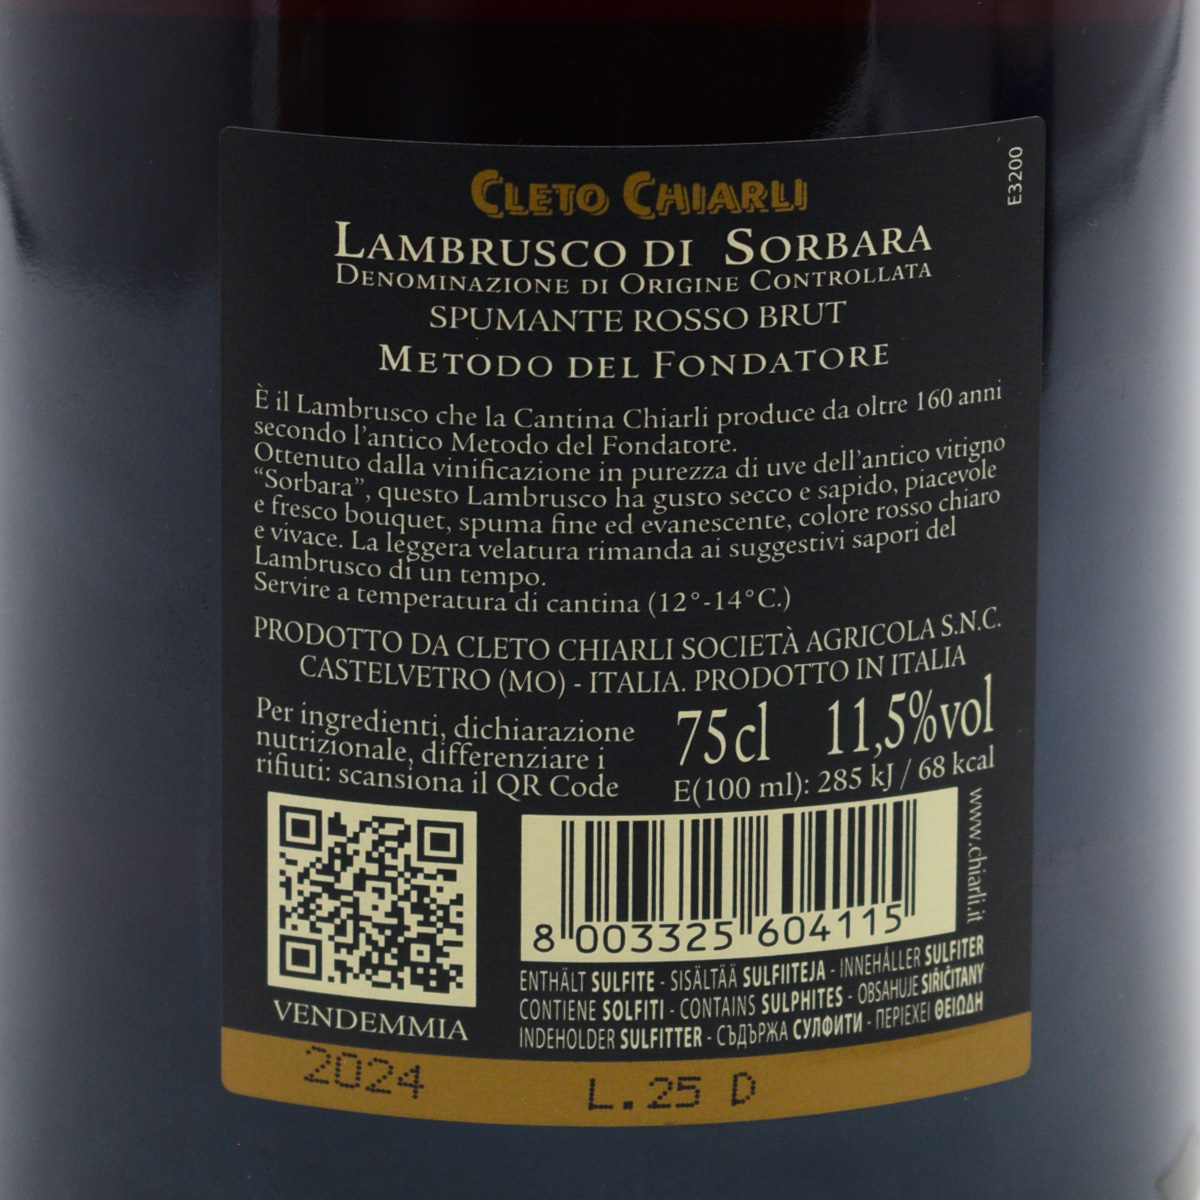 E3200
CLETO CHIARLI
LAMBRUSCO DI SORBARA
DENOMINAZIONE DI ORIGINE CONTROLLATA
SPUMANTE ROSSO BRUT
METODO DEL FONDATORE
È il Lambrusco che la Cantina Chiarli produce da oltre 160 anni
secondo l'antico Metodo del Fondatore.
Ottenuto dalla vinificazione in purezza di uve dell'antico vitigno
“Sorbara”, questo Lambrusco ha gusto secco e sapido, piacevole
e fresco bouquet, spuma fine ed evanescente, colore rosso chiaro
e vivace. La leggera velatura rimanda ai suggestivi sapori del
Lambrusco di un tempo.
Servire a temperatura di cantina (12°-14°C.)
PRODOTTO DA CLETO CHIARLI SOCIETÀ AGRICOLA S.N.C.
CASTELVETRO (MO) - ITALIA. PRODOTTO IN ITALIA
Per ingredienti, dichiarazione
nutrizionale, differenziare i
rifiuti: scansiona il QR Code
75cl 11,5%vol
E(100 ml): 285 kJ / 68 kcal
www.chiarli.it
8 003325 604115
ENTHÄLT SULFITE - SISÄLTÄÄ SULFIITEJA - INNEHÅLLER SULFITER
CONTIENE SOLFITI - CONTAINS SULPHITES - OBSAHUJE SIŘIČITANY
INDEHOLDER SULFITTER - СЪДЪРЖА СУЛФИТИ - ΠΕΡΙΕΧΕΙ ΘΕΙΩΔΗ
VENDEMMIA
2024
L.25 D